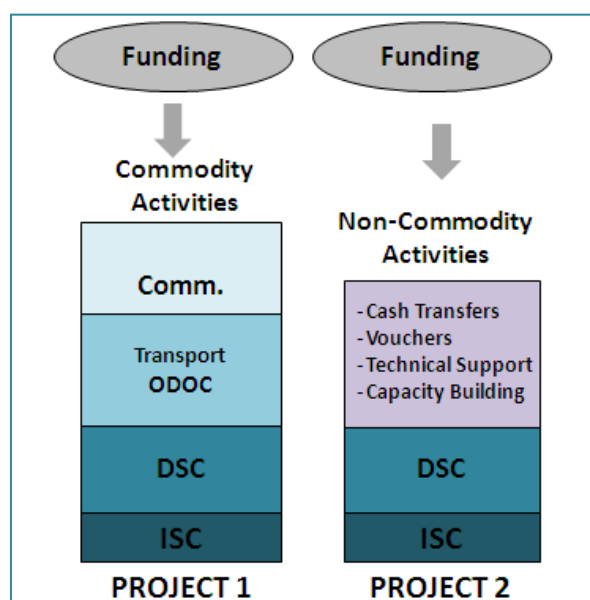 Funding
Commodity
Activities
Comm.
Transport
ODOC
DSC
ISC
PROJECT 1
Funding
Non-Commodity
Activities
-Cash Transfers
-Vouchers
-Technical Support
-Capacity Building
DSC
ISC
PROJECT 2